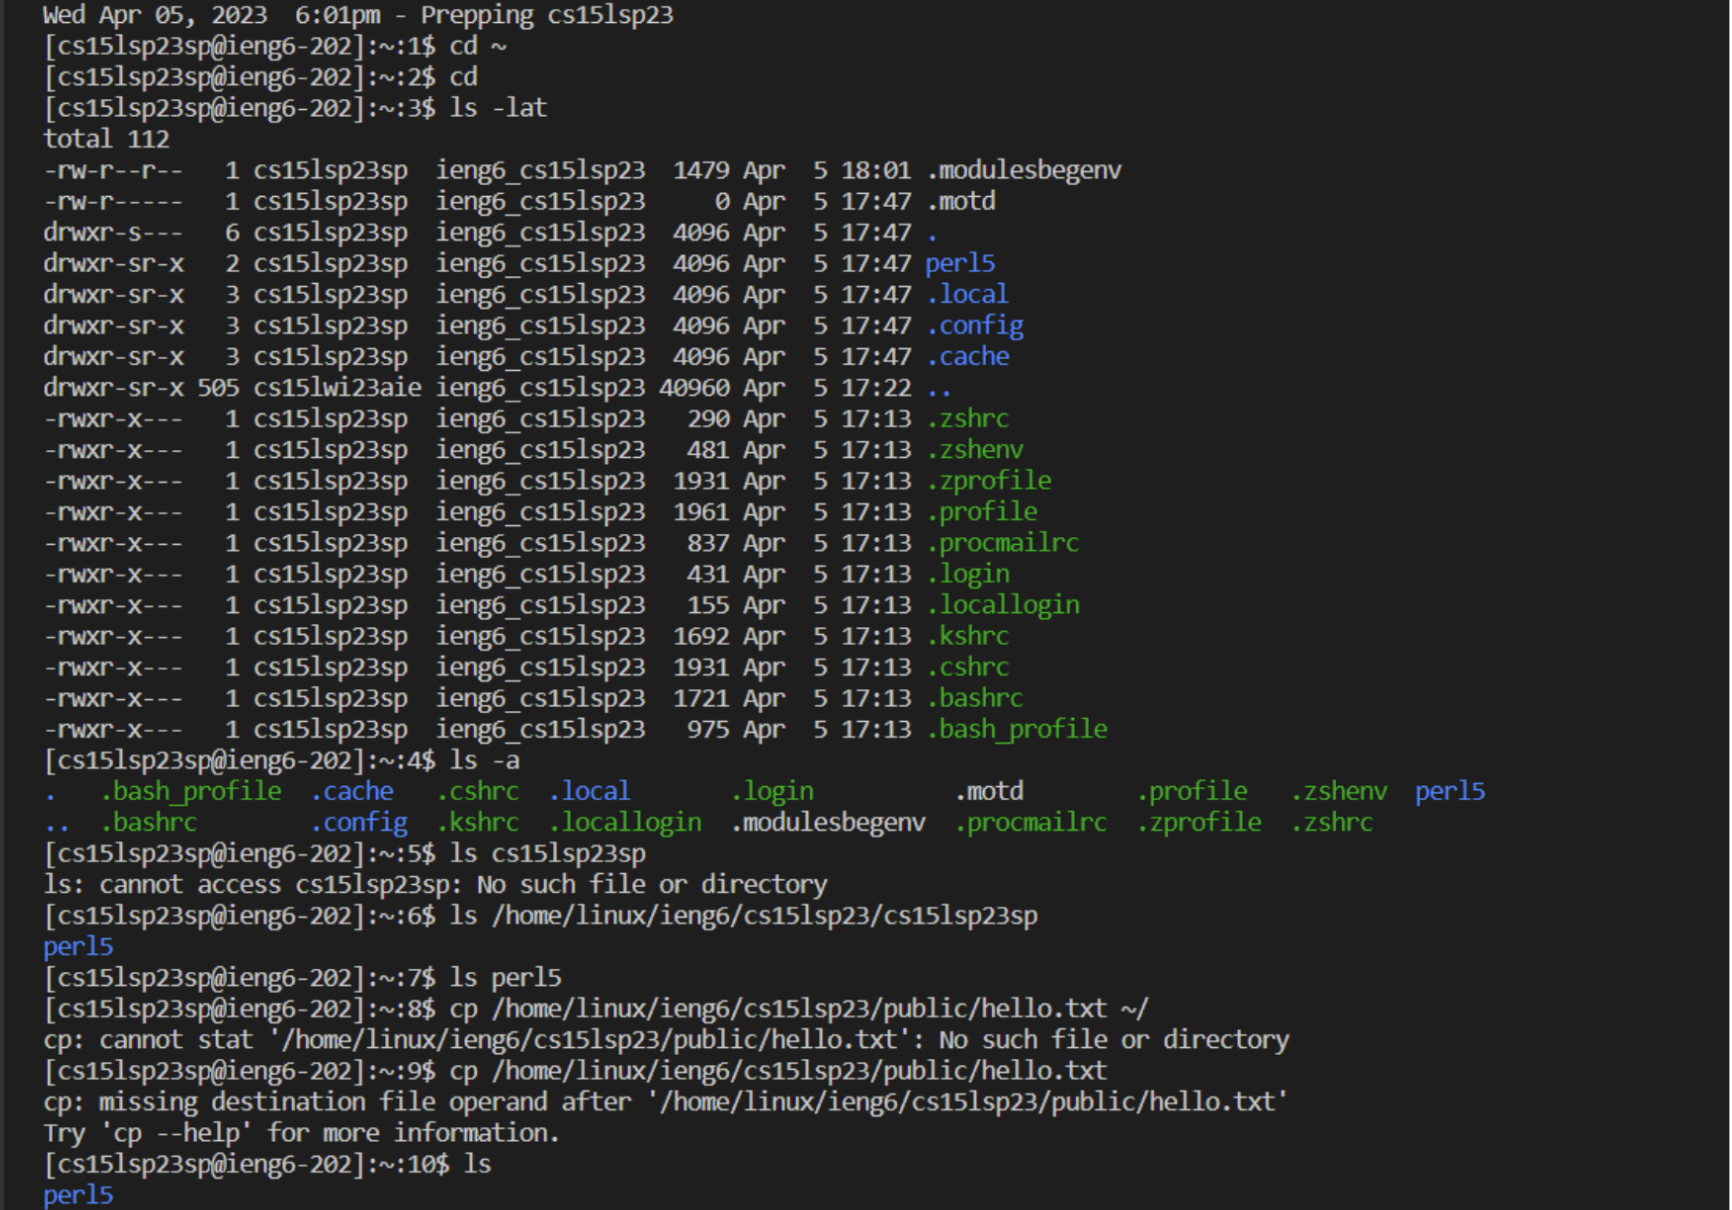 Wed Apr 05, 2023  6:01pm - Prepping cs15lsp23
[cs15lsp23sp@ieng6-202]:~:1$ cd ~
[cs15lsp23sp@ieng6-202]:~:2$ cd
[cs15lsp23sp@ieng6-202]:~:3$ ls -lat
total 112
-rw-r--r--   1 cs15lsp23sp  ieng6_cs15lsp23  1479 Apr  5 18:01 .modulesbegenv
-rw-r-----   1 cs15lsp23sp  ieng6_cs15lsp23     0 Apr  5 17:47 .motd
drwxr-s---   6 cs15lsp23sp  ieng6_cs15lsp23  4096 Apr  5 17:47 .
drwxr-sr-x   2 cs15lsp23sp  ieng6_cs15lsp23  4096 Apr  5 17:47 perl5
drwxr-sr-x   3 cs15lsp23sp  ieng6_cs15lsp23  4096 Apr  5 17:47 .local
drwxr-sr-x   3 cs15lsp23sp  ieng6_cs15lsp23  4096 Apr  5 17:47 .config
drwxr-sr-x   3 cs15lsp23sp  ieng6_cs15lsp23  4096 Apr  5 17:47 .cache
drwxr-sr-x 505 cs15lwi23aie ieng6_cs15lsp23 40960 Apr  5 17:22 ..
-rwxr-x---   1 cs15lsp23sp  ieng6_cs15lsp23   290 Apr  5 17:13 .zshrc
-rwxr-x---   1 cs15lsp23sp  ieng6_cs15lsp23   481 Apr  5 17:13 .zshenv
-rwxr-x---   1 cs15lsp23sp  ieng6_cs15lsp23  1931 Apr  5 17:13 .zprofile
-rwxr-x---   1 cs15lsp23sp  ieng6_cs15lsp23  1961 Apr  5 17:13 .profile
-rwxr-x---   1 cs15lsp23sp  ieng6_cs15lsp23   837 Apr  5 17:13 .procmailrc
-rwxr-x---   1 cs15lsp23sp  ieng6_cs15lsp23   431 Apr  5 17:13 .login
-rwxr-x---   1 cs15lsp23sp  ieng6_cs15lsp23   155 Apr  5 17:13 .locallogin
-rwxr-x---   1 cs15lsp23sp  ieng6_cs15lsp23  1692 Apr  5 17:13 .kshrc
-rwxr-x---   1 cs15lsp23sp  ieng6_cs15lsp23  1931 Apr  5 17:13 .cshrc
-rwxr-x---   1 cs15lsp23sp  ieng6_cs15lsp23  1721 Apr  5 17:13 .bashrc
-rwxr-x---   1 cs15lsp23sp  ieng6_cs15lsp23   975 Apr  5 17:13 .bash_profile
[cs15lsp23sp@ieng6-202]:~:4$ ls -a
.   .bash_profile  .cache   .cshrc  .local       .login          .motd        .profile   .zshenv  perl5
..  .bashrc        .config  .kshrc  .locallogin  .modulesbegenv  .procmailrc  .zprofile  .zshrc
[cs15lsp23sp@ieng6-202]:~:5$ ls cs15lsp23sp
ls: cannot access cs15lsp23sp: No such file or directory
[cs15lsp23sp@ieng6-202]:~:6$ ls /home/linux/ieng6/cs15lsp23/cs15lsp23sp
perl5
[cs15lsp23sp@ieng6-202]:~:7$ ls perl5
[cs15lsp23sp@ieng6-202]:~:8$ cp /home/linux/ieng6/cs15lsp23/public/hello.txt ~/
cp: cannot stat '/home/linux/ieng6/cs15lsp23/public/hello.txt': No such file or directory
[cs15lsp23sp@ieng6-202]:~:9$ cp /home/linux/ieng6/cs15lsp23/public/hello.txt
cp: missing destination file operand after '/home/linux/ieng6/cs15lsp23/public/hello.txt'
Try 'cp --help' for more information.
[cs15lsp23sp@ieng6-202]:~:10$ ls
perl5